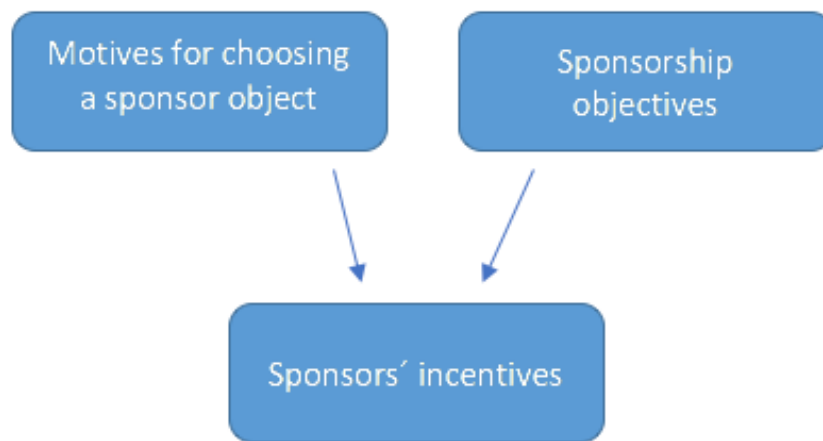 Motives for choosing
a sponsor object
Sponsorship
objectives
Sponsors´ incentives